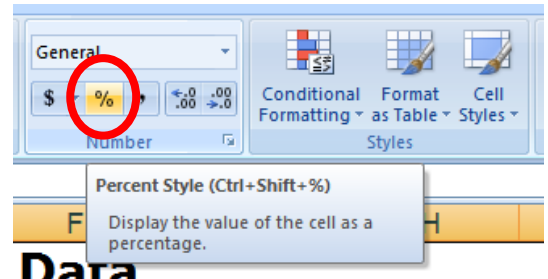 General
$ % , .0 .00 .00 .0
Conditional Formatting
Format as Table
Cell Styles
Number
Styles
Percent Style (Ctrl+Shift+%)
Display the value of the cell as a
percentage.
F H
Data